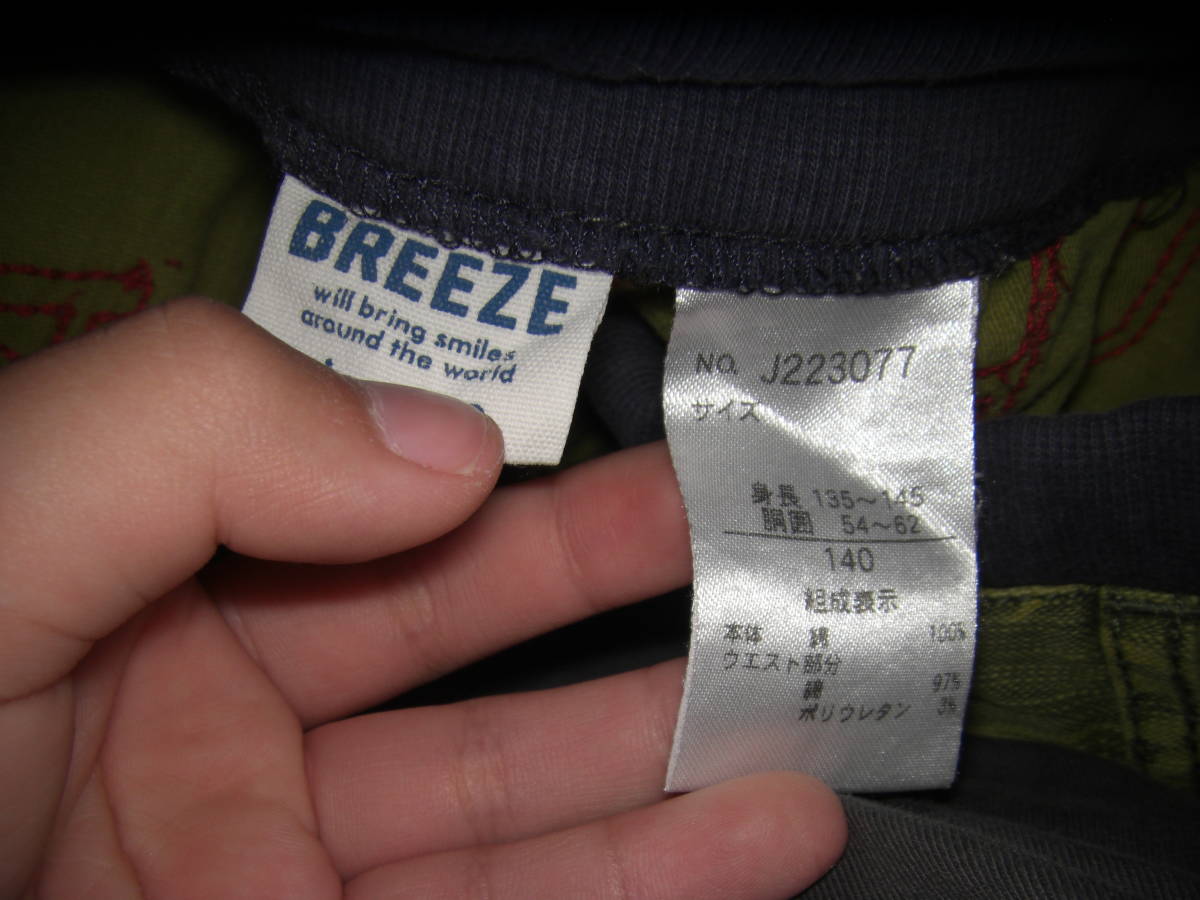 BREEZE
will bring smiles
around the world
NO. J223077
サイズ
身長 135～145
胴囲 54～62
140
組成表示
本体 綿 100%
ウエスト部分
綿 97%
ポリウレタン 3%